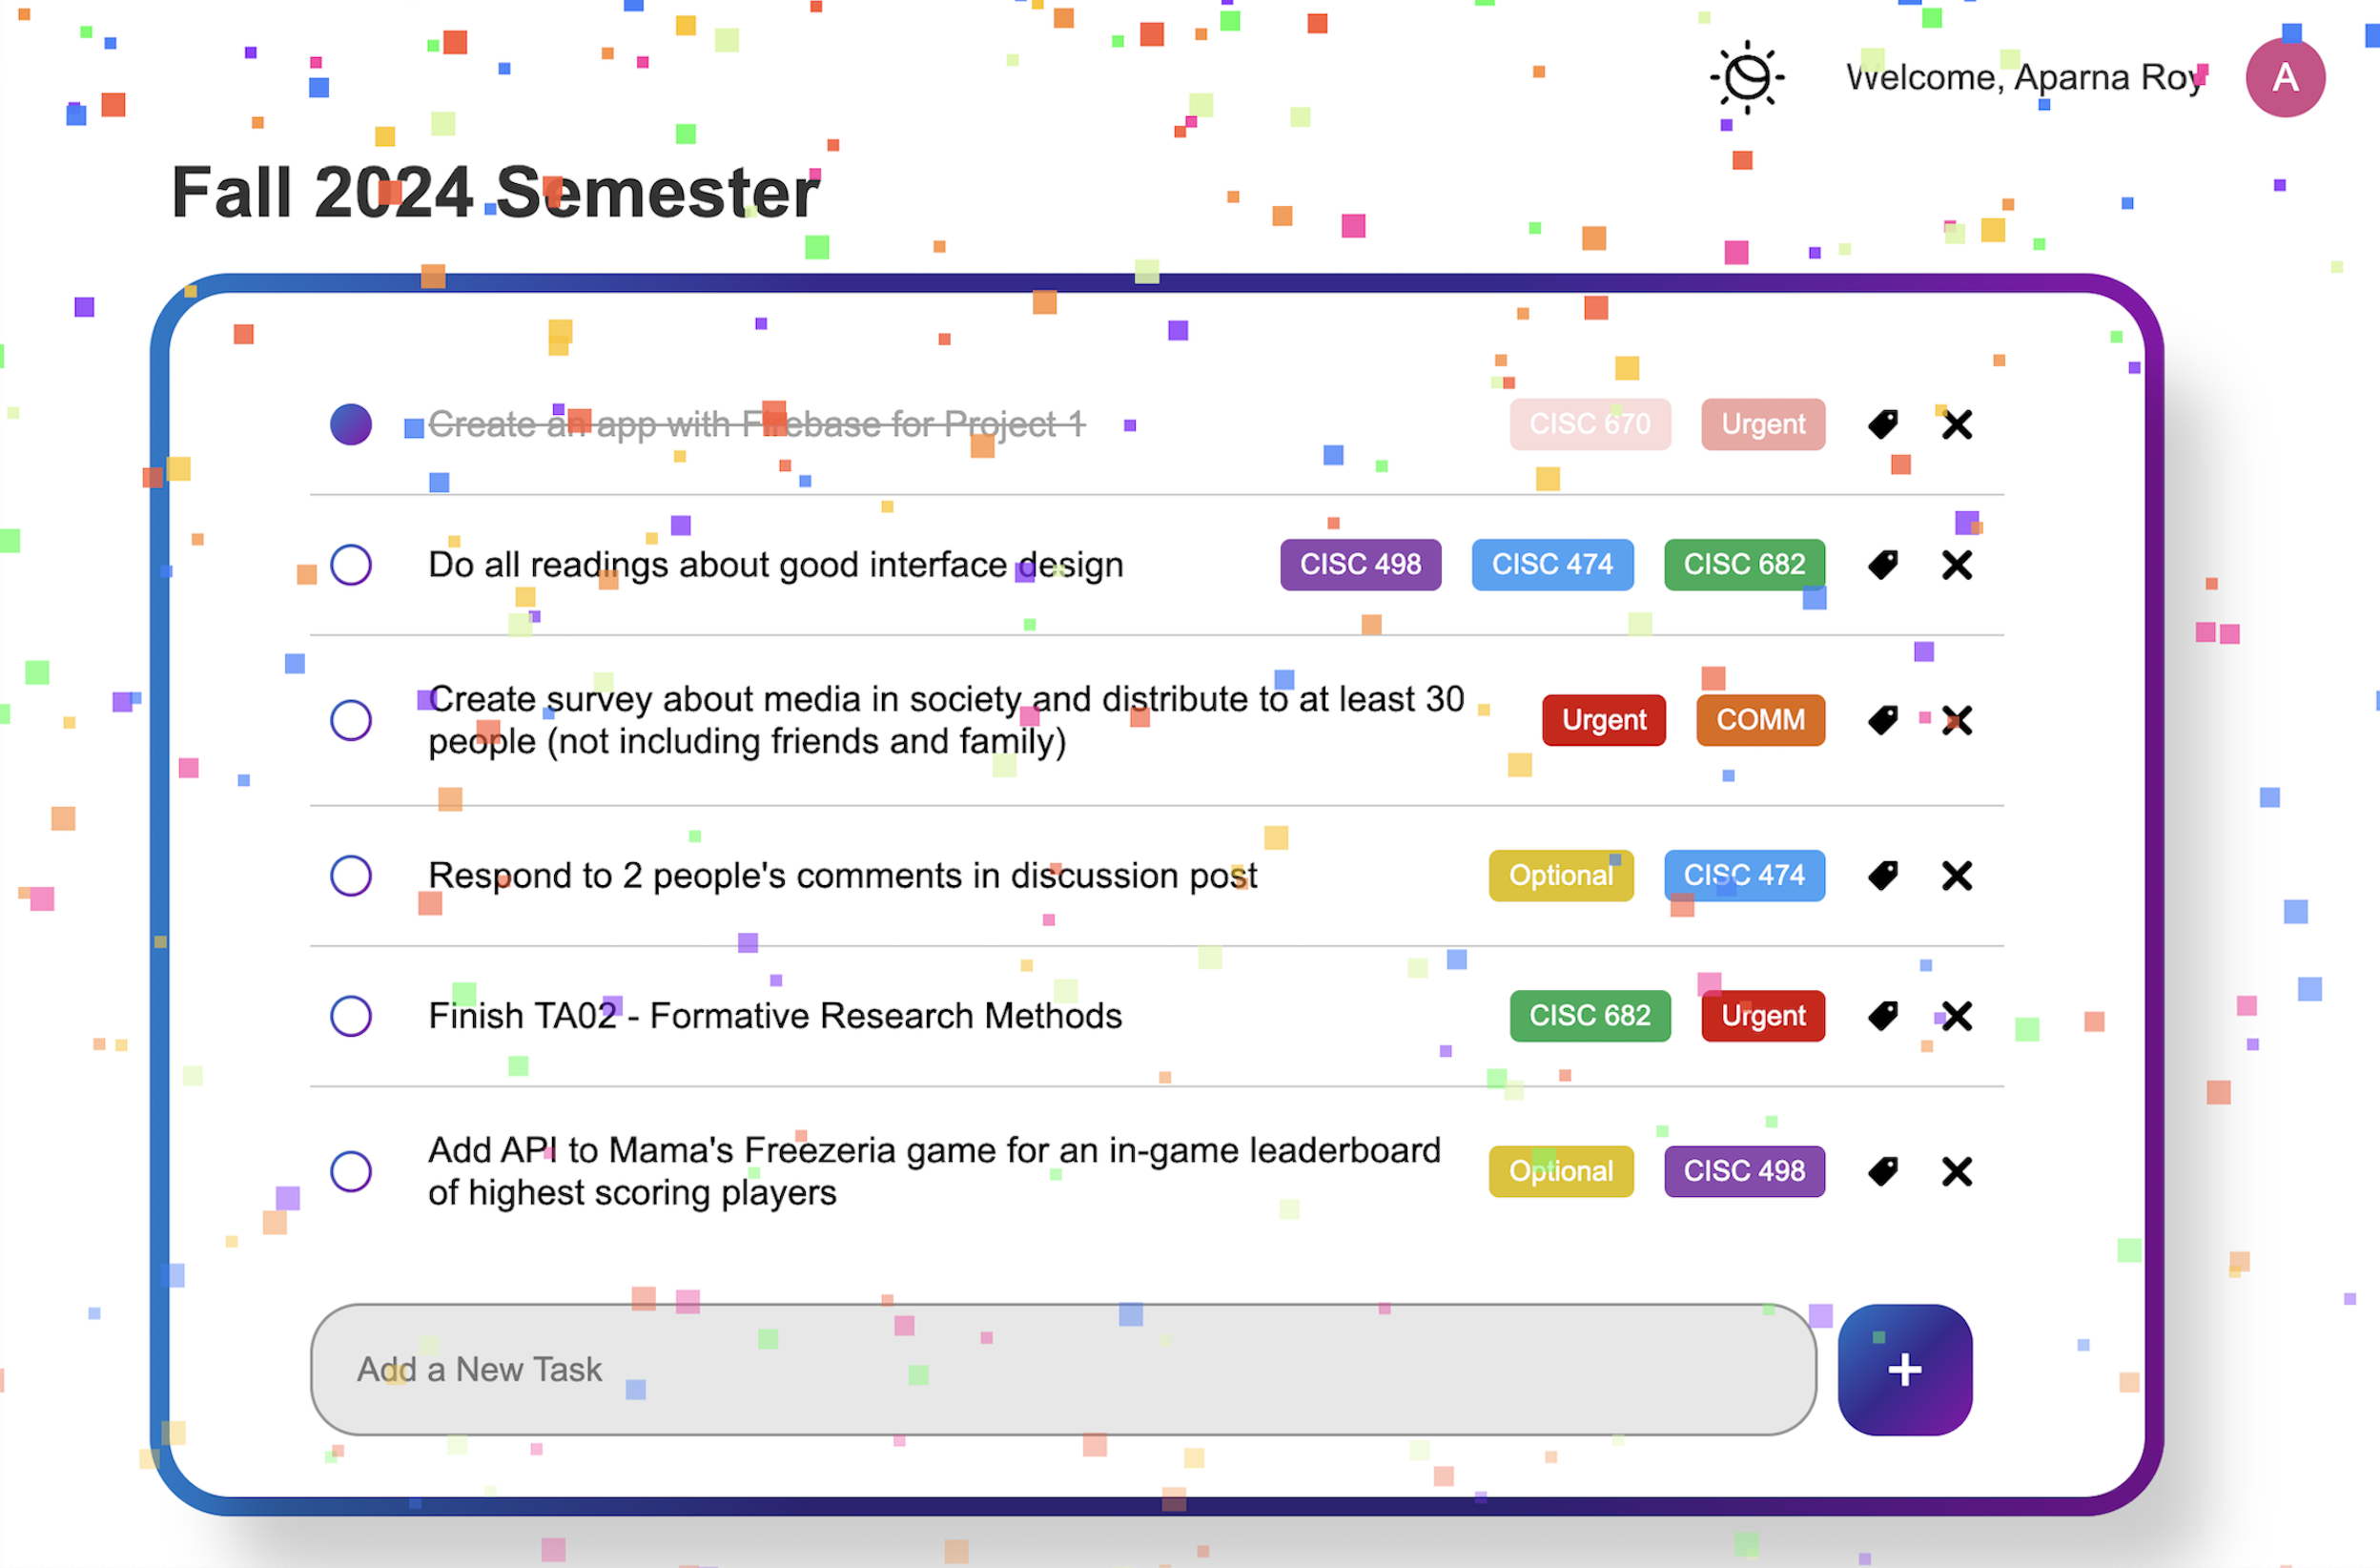 Welcome, Aparna Roy
A
Fall 2024 Semester
Create an app with Firebase for Project 1
CISC 670
Urgent
Do all readings about good interface design
CISC 498
CISC 474
CISC 682
Create survey about media in society and distribute to at least 30
people (not including friends and family)
Urgent
COMM
Respond to 2 people's comments in discussion post
Optional
CISC 474
Finish TA02 - Formative Research Methods
CISC 682
Urgent
Add API to Mama's Freezeria game for an in-game leaderboard
of highest scoring players
Optional
CISC 498
Add a New Task
+